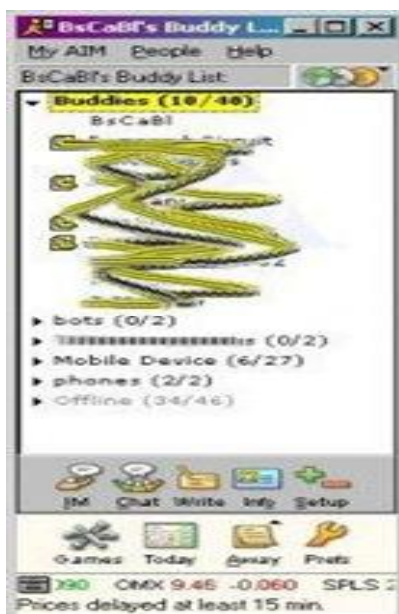 BsCaBl's Buddy L...
My AIM People Help
BsCaBl's Buddy List:
Buddies (10/40)
BsCaBl
bots (0/2)
(0/2)
Mobile Device (6/27)
phones (2/2)
Offline (34/46)
IM Chat Write Info Setup
Games Today Away Prefs
OMX 9.46 -0.060 SPLS
Prices delayed at least 15 min.